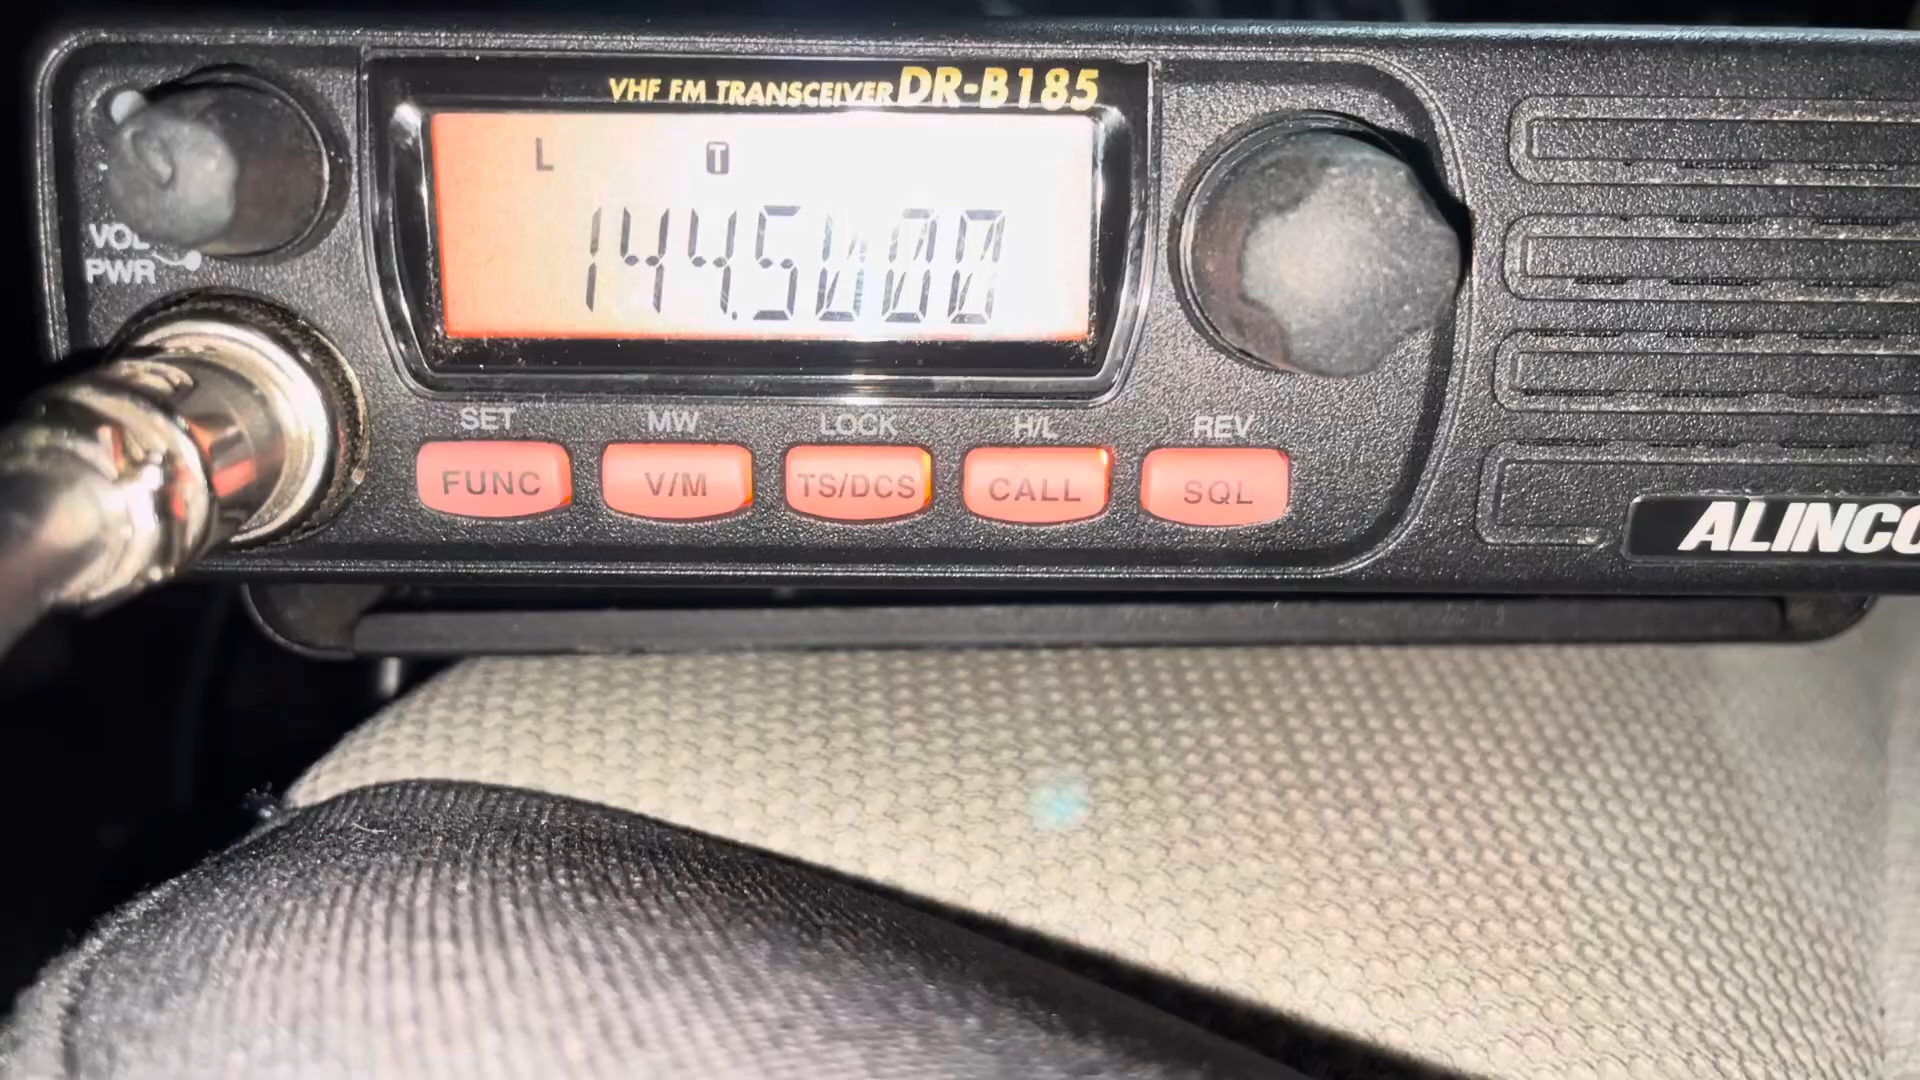 VHF FM TRANSCEIVER DR-B185
L T
144.5000
VOL
PWR
SET MW LOCK H/L REV
FUNC V/M TS/DCS CALL SQL
ALINCO